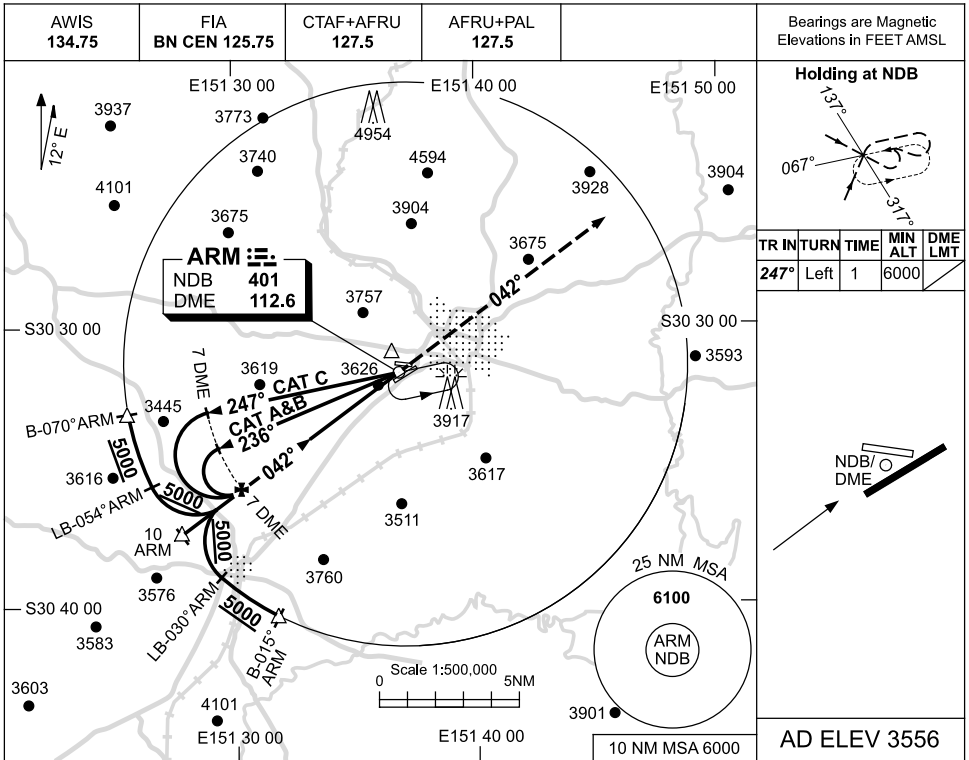 AWIS
134.75
FIA
BN CEN 125.75
CTAF+AFRU
127.5
AFRU+PAL
127.5
Bearings are Magnetic
Elevations in FEET AMSL
E151 30 00
E151 40 00
E151 50 00
12° E
3937
3773
4954
3740
4594
3904
3928
4101
3904
3675
3675
ARM
NDB 401
DME 112.6
3757
042°
S30 30 00
S30 30 00
7 DME
3619
3626
3593
247° CAT C
CAT A&B
236°
3917
B-070°ARM
3445
5000
042°
3616
3617
LB-054°ARM
5000
7 DME
3511
10
ARM
5000
3760
3576
25 NM MSA
6100
ARM
NDB
S30 40 00
LB-030°ARM
5000
B-015°
ARM
3583
Scale 1:500,000
0 5NM
3603
4101
3901
E151 30 00
E151 40 00
10 NM MSA 6000
Holding at NDB
137°
067°
317°
TR IN TURN TIME MIN ALT DME LMT
247° Left 1 6000
NDB/
DME
AD ELEV 3556